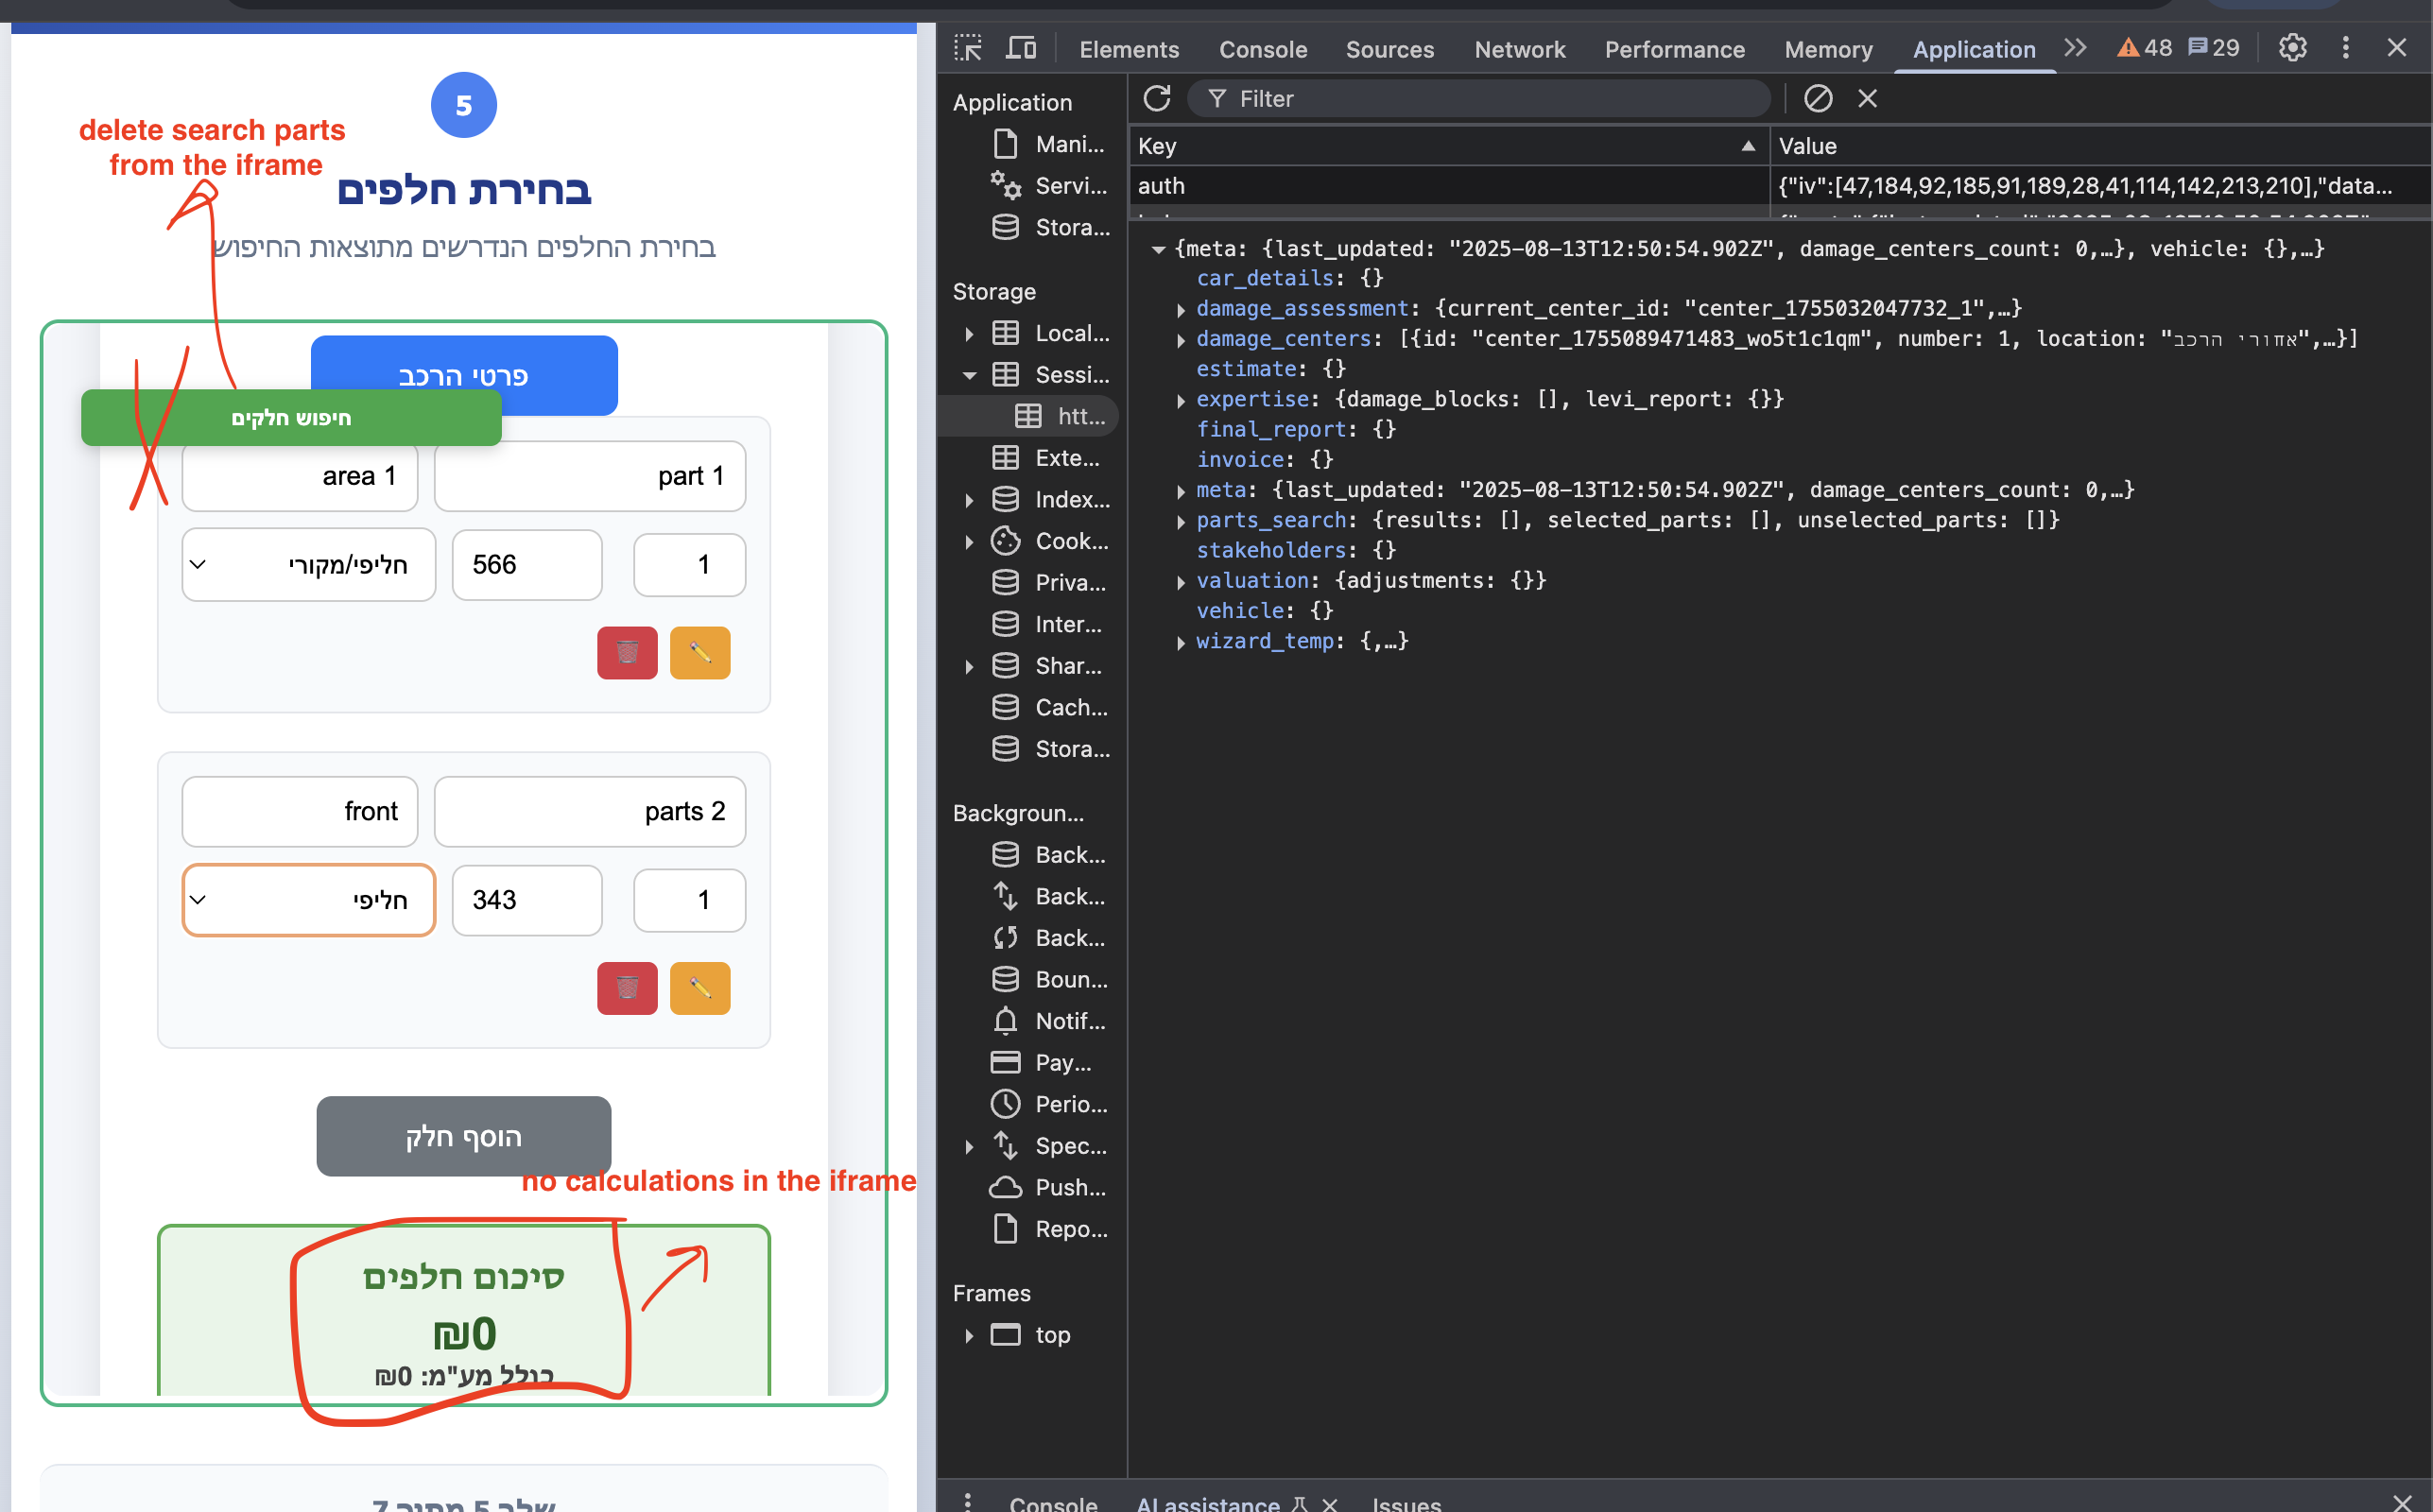 5
delete search parts
from the iframe
בחירת חלפים
בחירת החלפים הנדרשים מתוצאות החיפוש
פרטי הרכב
חיפוש חלקים
area 1
part 1
חליפי/מקורי
566
1
front
parts 2
חליפי
343
1
הוסף חלק
no calculations in the iframe
סיכום חלפים
₪0
כולל מע"מ: ₪0
שלב 5 מתוך 7
Elements
Console
Sources
Network
Performance
Memory
Application
48
29
Application
Mani...
Servi...
Stora...
Storage
Local...
Sessi...
htt...
Exte...
Index...
Cook...
Priva...
Inter...
Shar...
Cach...
Stora...
Backgroun...
Back...
Back...
Back...
Boun...
Notif...
Pay...
Perio...
Spec...
Push...
Repo...
Frames
top
Filter
Key
Value
auth
{"iv":[47,184,92,185,91,189,28,41,114,142,213,210],"data...
{meta: {last_updated: "2025-08-13T12:50:54.902Z", damage_centers_count: 0,…}, vehicle: {},…}
car_details: {}
damage_assessment: {current_center_id: "center_1755032047732_1",…}
damage_centers: [{id: "center_1755089471483_wo5t1c1qm", number: 1, location: "אחורי הרכב",…}]
estimate: {}
expertise: {damage_blocks: [], levi_report: {}}
final_report: {}
invoice: {}
meta: {last_updated: "2025-08-13T12:50:54.902Z", damage_centers_count: 0,…}
parts_search: {results: [], selected_parts: [], unselected_parts: []}
stakeholders: {}
valuation: {adjustments: {}}
vehicle: {}
wizard_temp: {,…}
Console
AI assistance
Issues